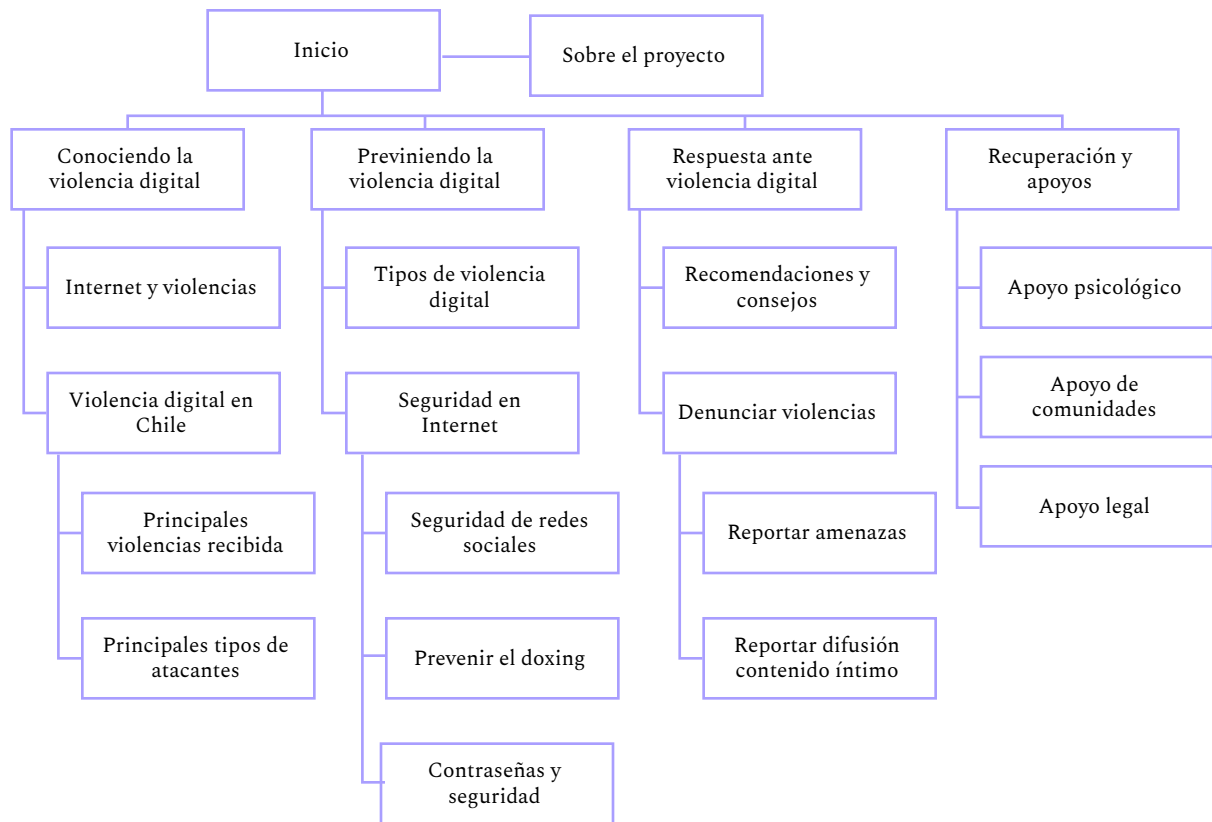 Inicio
Sobre el proyecto
Conociendo la
violencia digital
Previniendo la
violencia digital
Respuesta ante
violencia digital
Recuperación y
apoyos
Internet y violencias
Tipos de violencia
digital
Recomendaciones y
consejos
Apoyo psicológico
Violencia digital en
Chile
Seguridad en
Internet
Denunciar violencias
Apoyo de
comunidades
Principales
violencias recibida
Seguridad de redes
sociales
Reportar amenazas
Apoyo legal
Principales tipos de
atacantes
Prevenir el doxing
Reportar difusión
contenido íntimo
Contraseñas y
seguridad